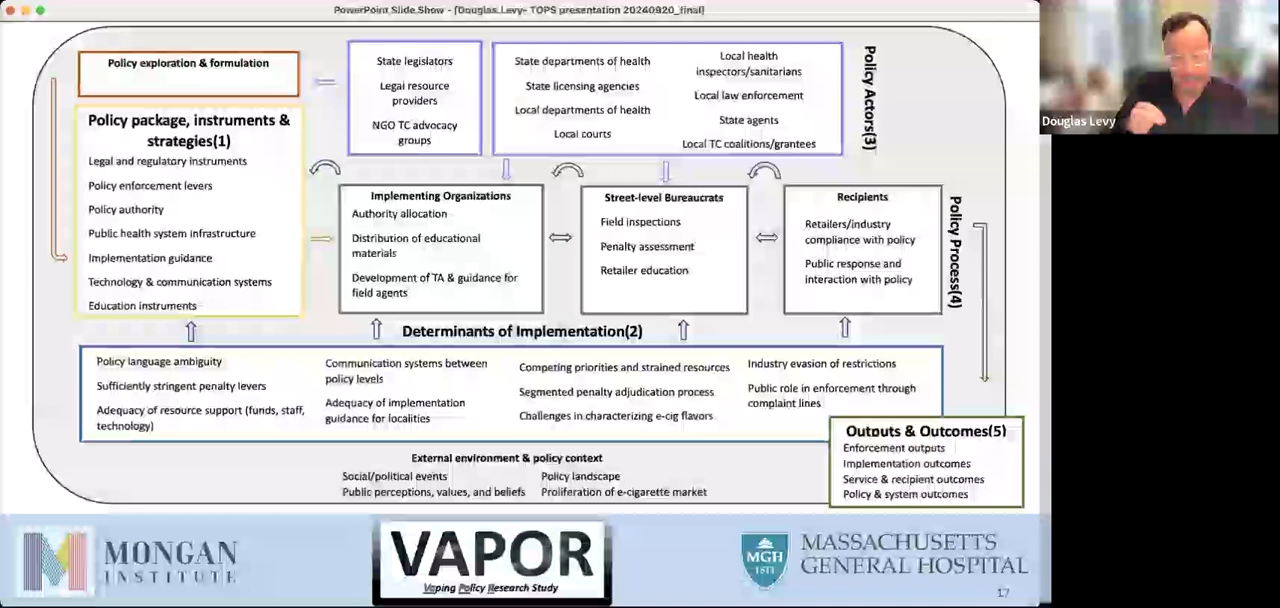 PowerPoint Slide Show - [Douglas Levy- TOPS presentation 20240920_final]
Policy exploration & formulation
Policy package, instruments &
strategies(1)
Legal and regulatory instruments
Policy enforcement levers
Policy authority
Public health system infrastructure
Implementation guidance
Technology & communication systems
Education instruments
State legislators
Legal resource
providers
NGO TC advocacy
groups
State departments of health
State licensing agencies
Local departments of health
Local courts
Local health
inspectors/sanitarians
Local law enforcement
State agents
Local TC coalitions/grantees
Policy Actors(3)
Implementing Organizations
Authority allocation
Distribution of educational
materials
Development of TA & guidance for
field agents
Street-level Bureaucrats
Field inspections
Penalty assessment
Retailer education
Recipients
Retailers/industry
compliance with policy
Public response and
interaction with policy
Policy Process(4)
Determinants of Implementation(2)
Policy language ambiguity
Sufficiently stringent penalty levers
Adequacy of resource support (funds, staff,
technology)
Communication systems between
policy levels
Adequacy of implementation
guidance for localities
Competing priorities and strained resources
Segmented penalty adjudication process
Challenges in characterizing e-cig flavors
Industry evasion of restrictions
Public role in enforcement through
complaint lines
Outputs & Outcomes(5)
Enforcement outputs
Implementation outcomes
Service & recipient outcomes
Policy & system outcomes
External environment & policy context
Social/political events
Public perceptions, values, and beliefs
Policy landscape
Proliferation of e-cigarette market
MONGAN
INSTITUTE
VAPOR
Vaping Policy Research Study
MGH
1811
MASSACHUSETTS
GENERAL HOSPITAL
17
Douglas Levy